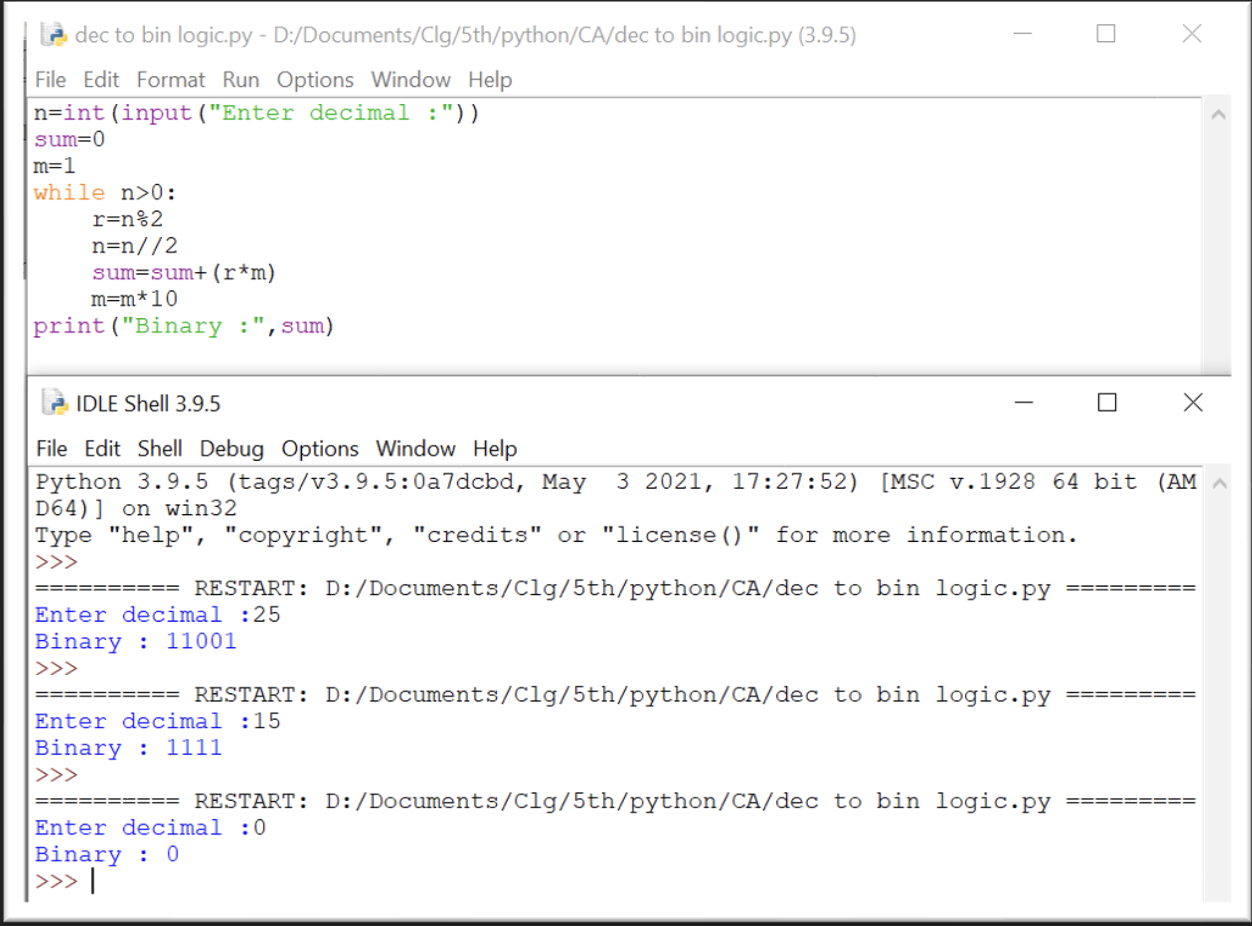 dec to bin logic.py - D:/Documents/Clg/5th/python/CA/dec to bin logic.py (3.9.5)
File Edit Format Run Options Window Help
n=int(input("Enter decimal :"))
sum=0
m=1
while n>0:
    r=n%2
    n=n//2
    sum=sum+(r*m)
    m=m*10
print("Binary :",sum)
IDLE Shell 3.9.5
File Edit Shell Debug Options Window Help
Python 3.9.5 (tags/v3.9.5:0a7dcbd, May  3 2021, 17:27:52) [MSC v.1928 64 bit (AM
D64)] on win32
Type "help", "copyright", "credits" or "license()" for more information.
>>>
========== RESTART: D:/Documents/Clg/5th/python/CA/dec to bin logic.py =========
Enter decimal :25
Binary : 11001
>>>
========== RESTART: D:/Documents/Clg/5th/python/CA/dec to bin logic.py =========
Enter decimal :15
Binary : 1111
>>>
========== RESTART: D:/Documents/Clg/5th/python/CA/dec to bin logic.py =========
Enter decimal :0
Binary : 0
>>>